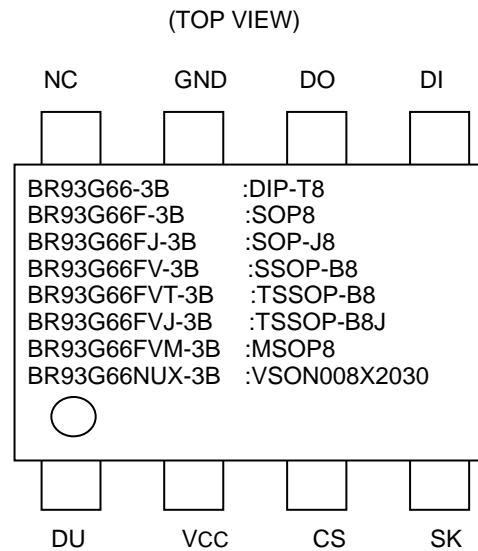 (TOP VIEW)
NC GND DO DI
BR93G66-3B :DIP-T8
BR93G66F-3B :SOP8
BR93G66FJ-3B :SOP-J8
BR93G66FV-3B :SSOP-B8
BR93G66FVT-3B :TSSOP-B8
BR93G66FVJ-3B :TSSOP-B8J
BR93G66FVM-3B :MSOP8
BR93G66NUX-3B :VSON008X2030
DU VCC CS SK